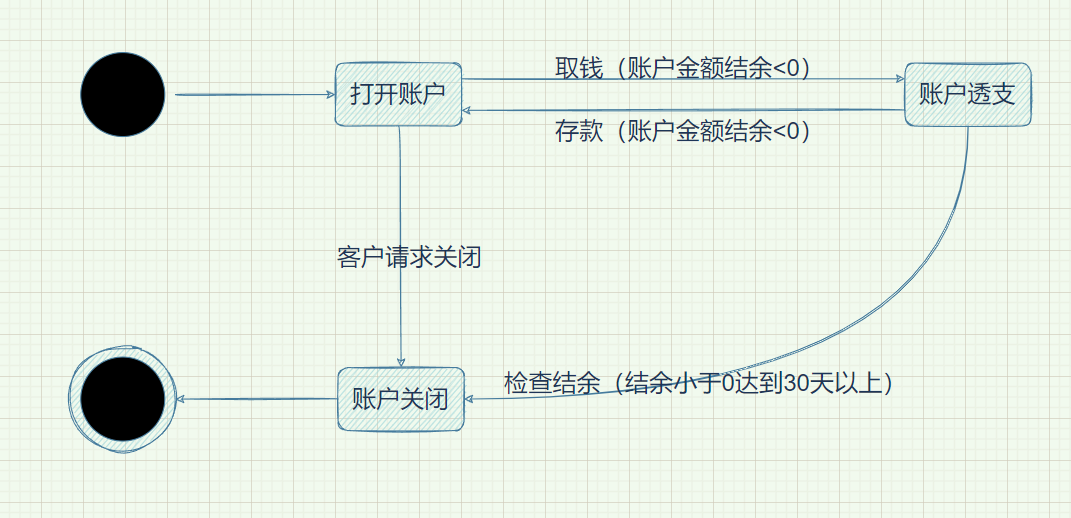 取钱（账户金额结余<0）
打开账户
账户透支
存款（账户金额结余<0）
客户请求关闭
检查结余（结余小于0达到30天以上）
账户关闭